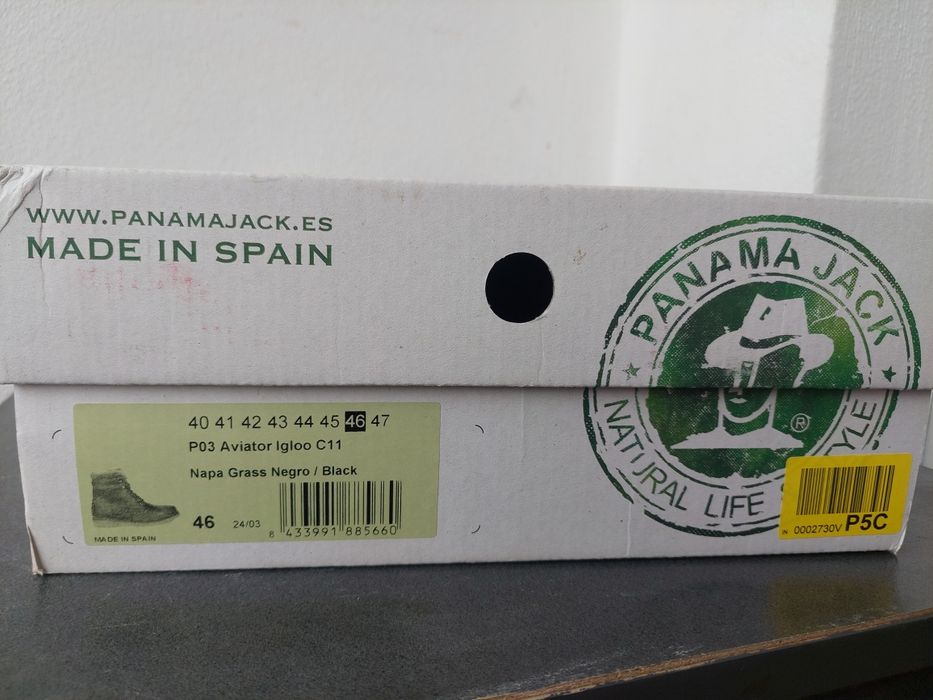 WWW.PANAMAJACK.ES
MADE IN SPAIN
PANAMA JACK
®
NATURAL LIFE
40 41 42 43 44 45 46 47
P03 Aviator Igloo C11
Napa Grass Negro / Black
46 24/03
8 433991 885660
MADE IN SPAIN
IN 0002730V P5C